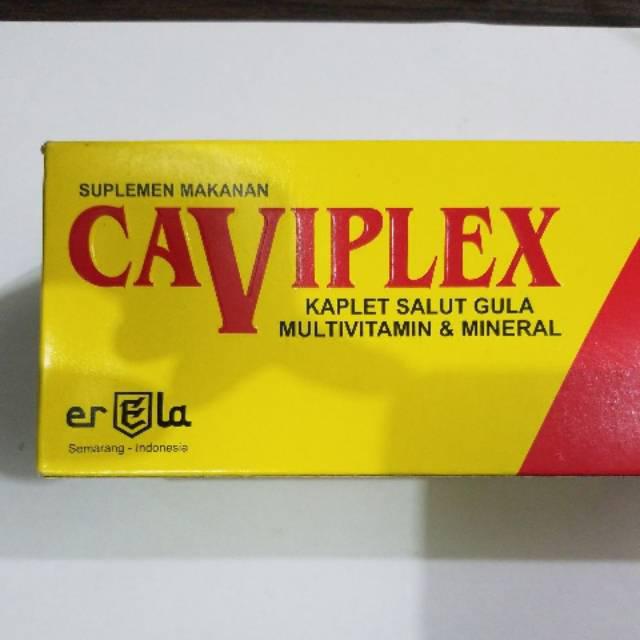 SUPLEMEN MAKANAN
CAVIPLEX
KAPLET SALUT GULA
MULTIVITAMIN & MINERAL
erEla
Semarang - Indonesia